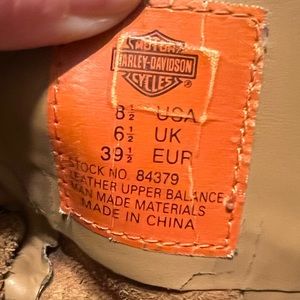 MOTOR
HARLEY-DAVIDSON
CYCLES
®
8½ USA
6½ UK
39½ EUR
STOCK NO. 84379
LEATHER UPPER BALANCE
MAN MADE MATERIALS
MADE IN CHINA